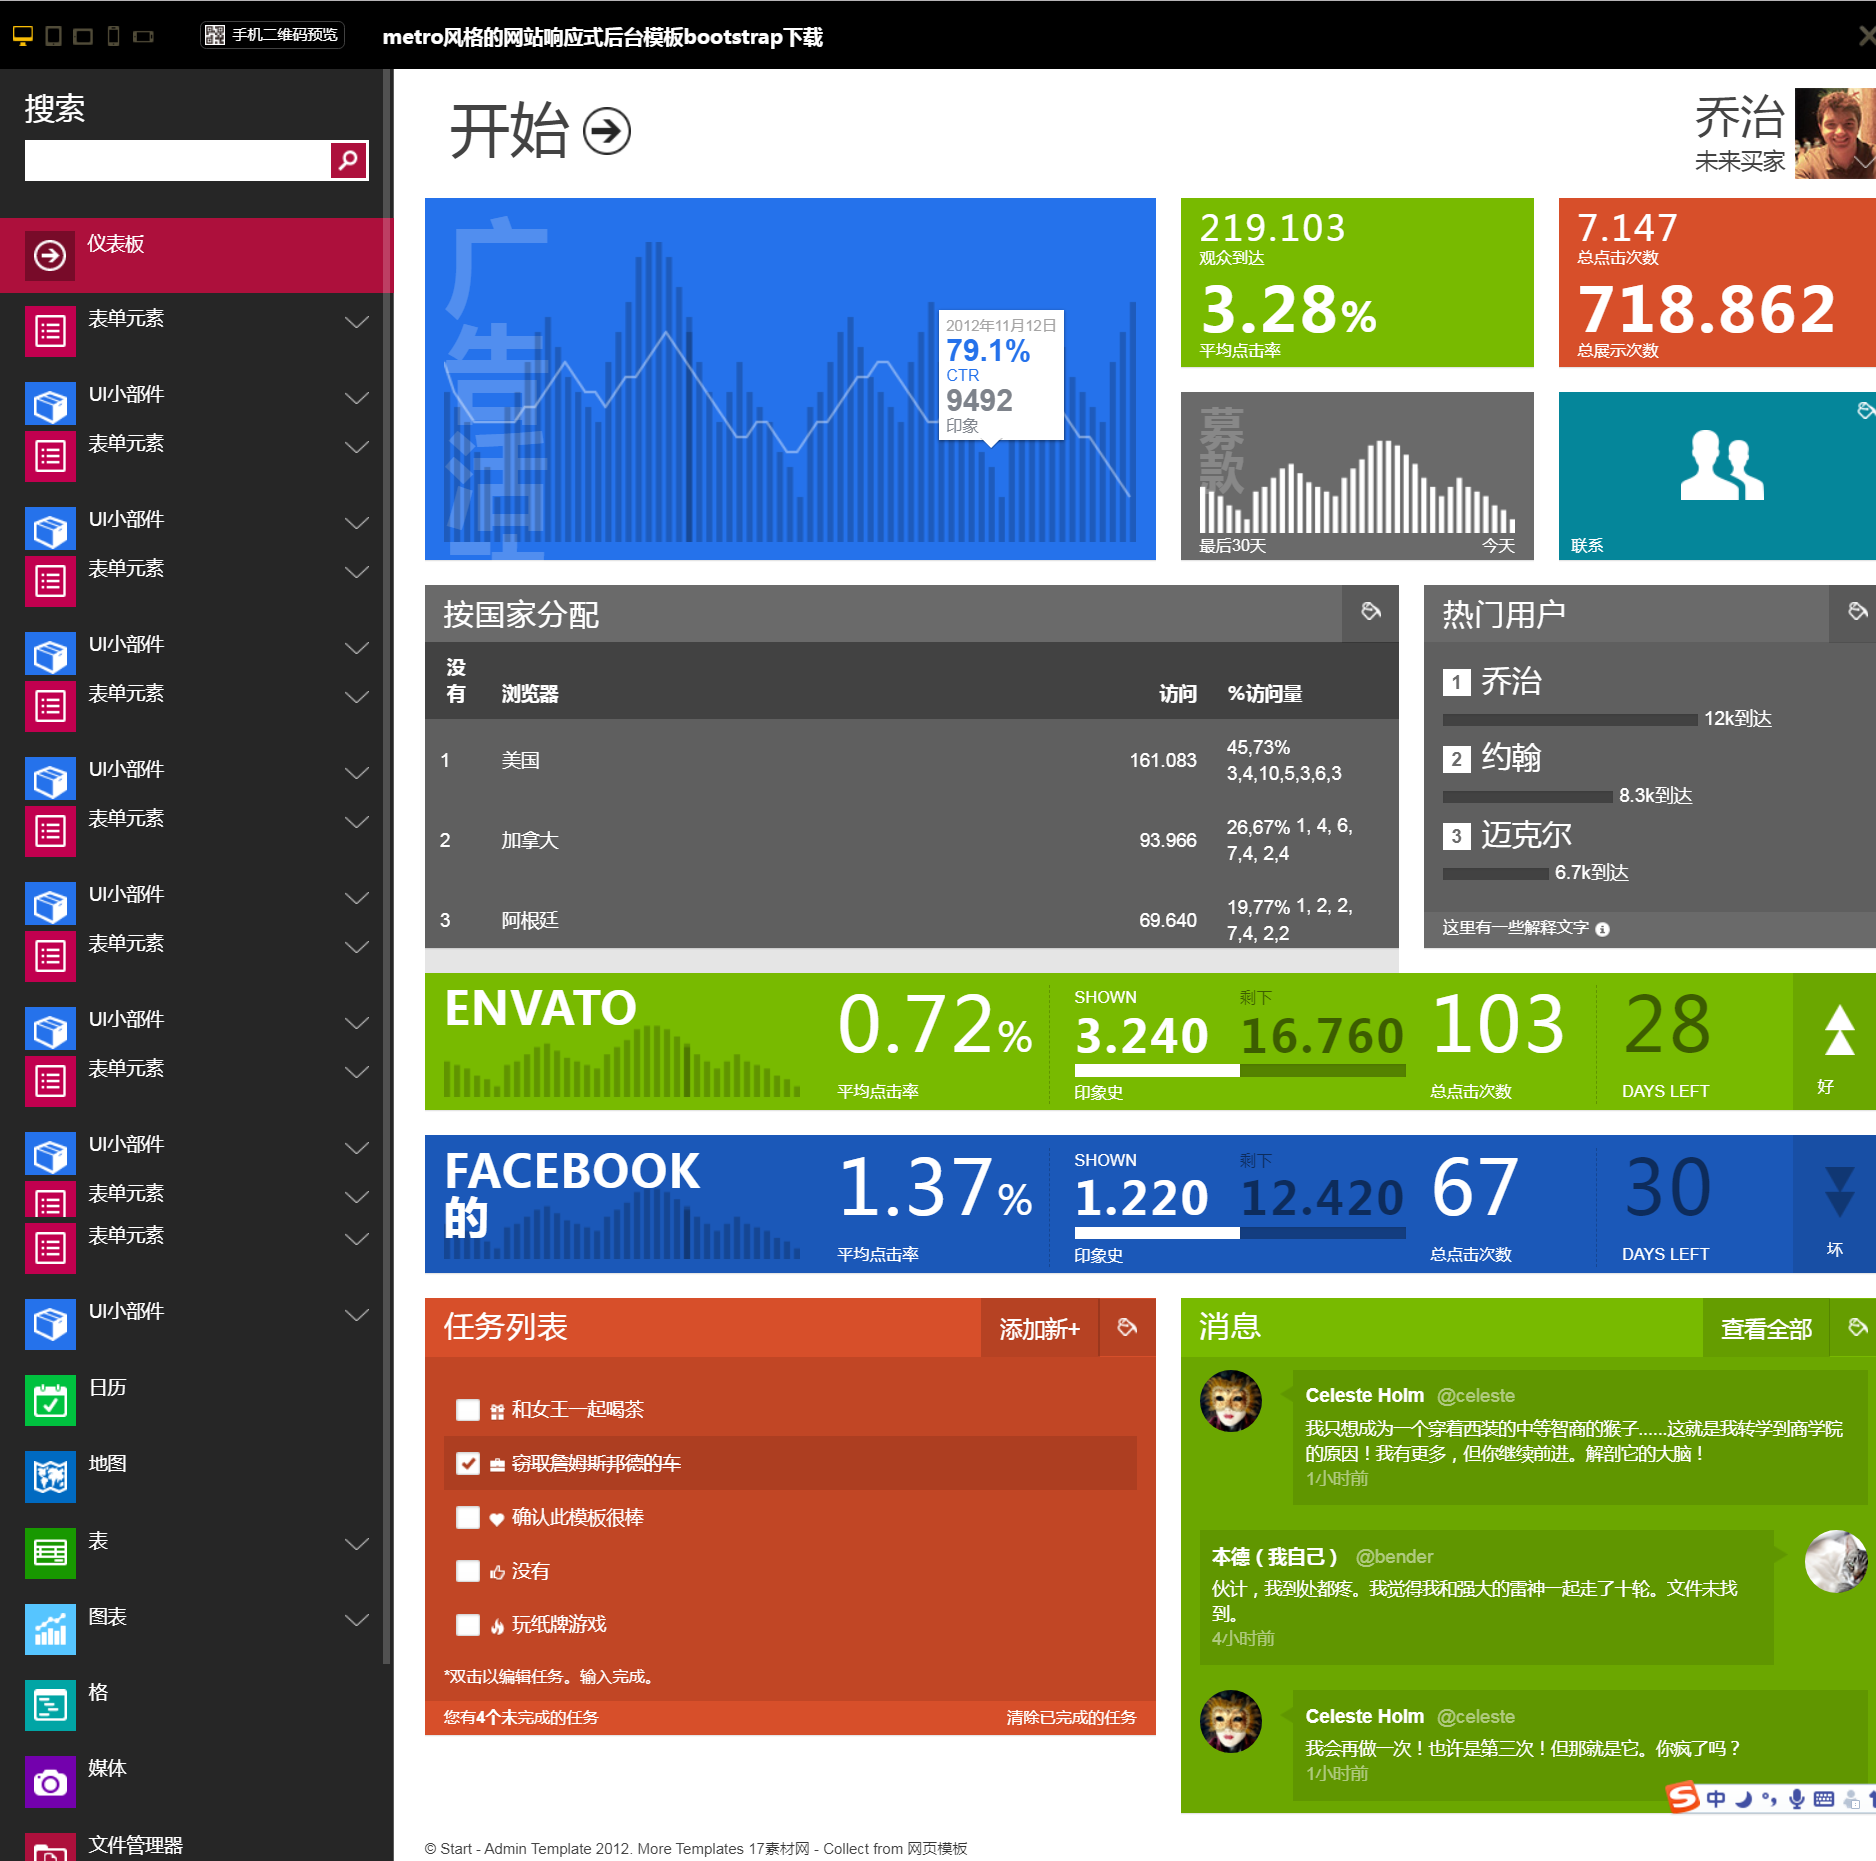 手机二维码预览
metro风格的网站响应式后台模板bootstrap下载
搜索
仪表板
表单元素
UI小部件
表单元素
UI小部件
表单元素
UI小部件
表单元素
UI小部件
表单元素
UI小部件
表单元素
UI小部件
表单元素
UI小部件
表单元素
表单元素
UI小部件
日历
地图
表
图表
格
媒体
文件管理器
开始
乔治
未来买家
广告活动
2012年11月12日
79.1%
CTR
9492
印象
219.103
观众到达
3.28%
平均点击率
7.147
总点击次数
718.862
总展示次数
募款
最后30天 今天
联系
按国家分配
没有 浏览器 访问 %访问量
1 美国 161.083 45,73%
3,4,10,5,3,6,3
2 加拿大 93.966 26,67% 1, 4, 6,
7,4, 2,4
3 阿根廷 69.640 19,77% 1, 2, 2,
7,4, 2,2
热门用户
1 乔治
12k到达
2 约翰
8.3k到达
3 迈克尔
6.7k到达
这里有一些解释文字
ENVATO
0.72%
平均点击率
SHOWN 剩下
3.240 16.760
印象史
103
总点击次数
28
DAYS LEFT
好
FACEBOOK
的
1.37%
平均点击率
SHOWN 剩下
1.220 12.420
印象史
67
总点击次数
30
DAYS LEFT
坏
任务列表 添加新+
和女王一起喝茶
窃取詹姆斯邦德的车
确认此模板很棒
没有
玩纸牌游戏
*双击以编辑任务。输入完成。
您有4个未完成的任务 清除已完成的任务
消息 查看全部
Celeste Holm @celeste
我只想成为一个穿着西装的中等智商的猴子......这就是我转学到商学院
的原因！我有更多，但你继续前进。解剖它的大脑！
1小时前
本德（我自己） @bender
伙计，我到处都疼。我觉得我和强大的雷神一起走了十轮。文件未找
到。
4小时前
Celeste Holm @celeste
我会再做一次！也许是第三次！但那就是它。你疯了吗？
1小时前
中
© Start - Admin Template 2012. More Templates 17素材网 - Collect from 网页模板